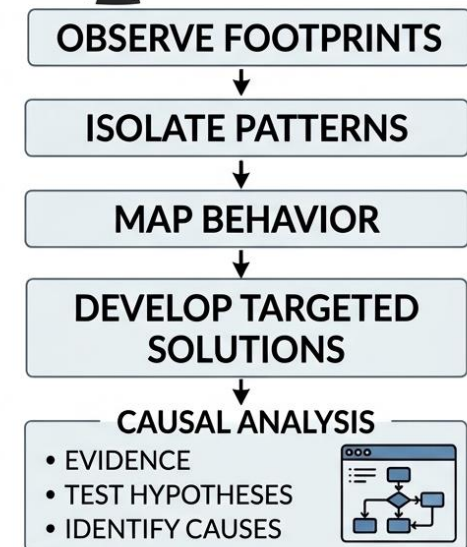 OBSERVE FOOTPRINTS
ISOLATE PATTERNS
MAP BEHAVIOR
DEVELOP TARGETED
SOLUTIONS
CAUSAL ANALYSIS
• EVIDENCE
• TEST HYPOTHESES
• IDENTIFY CAUSES